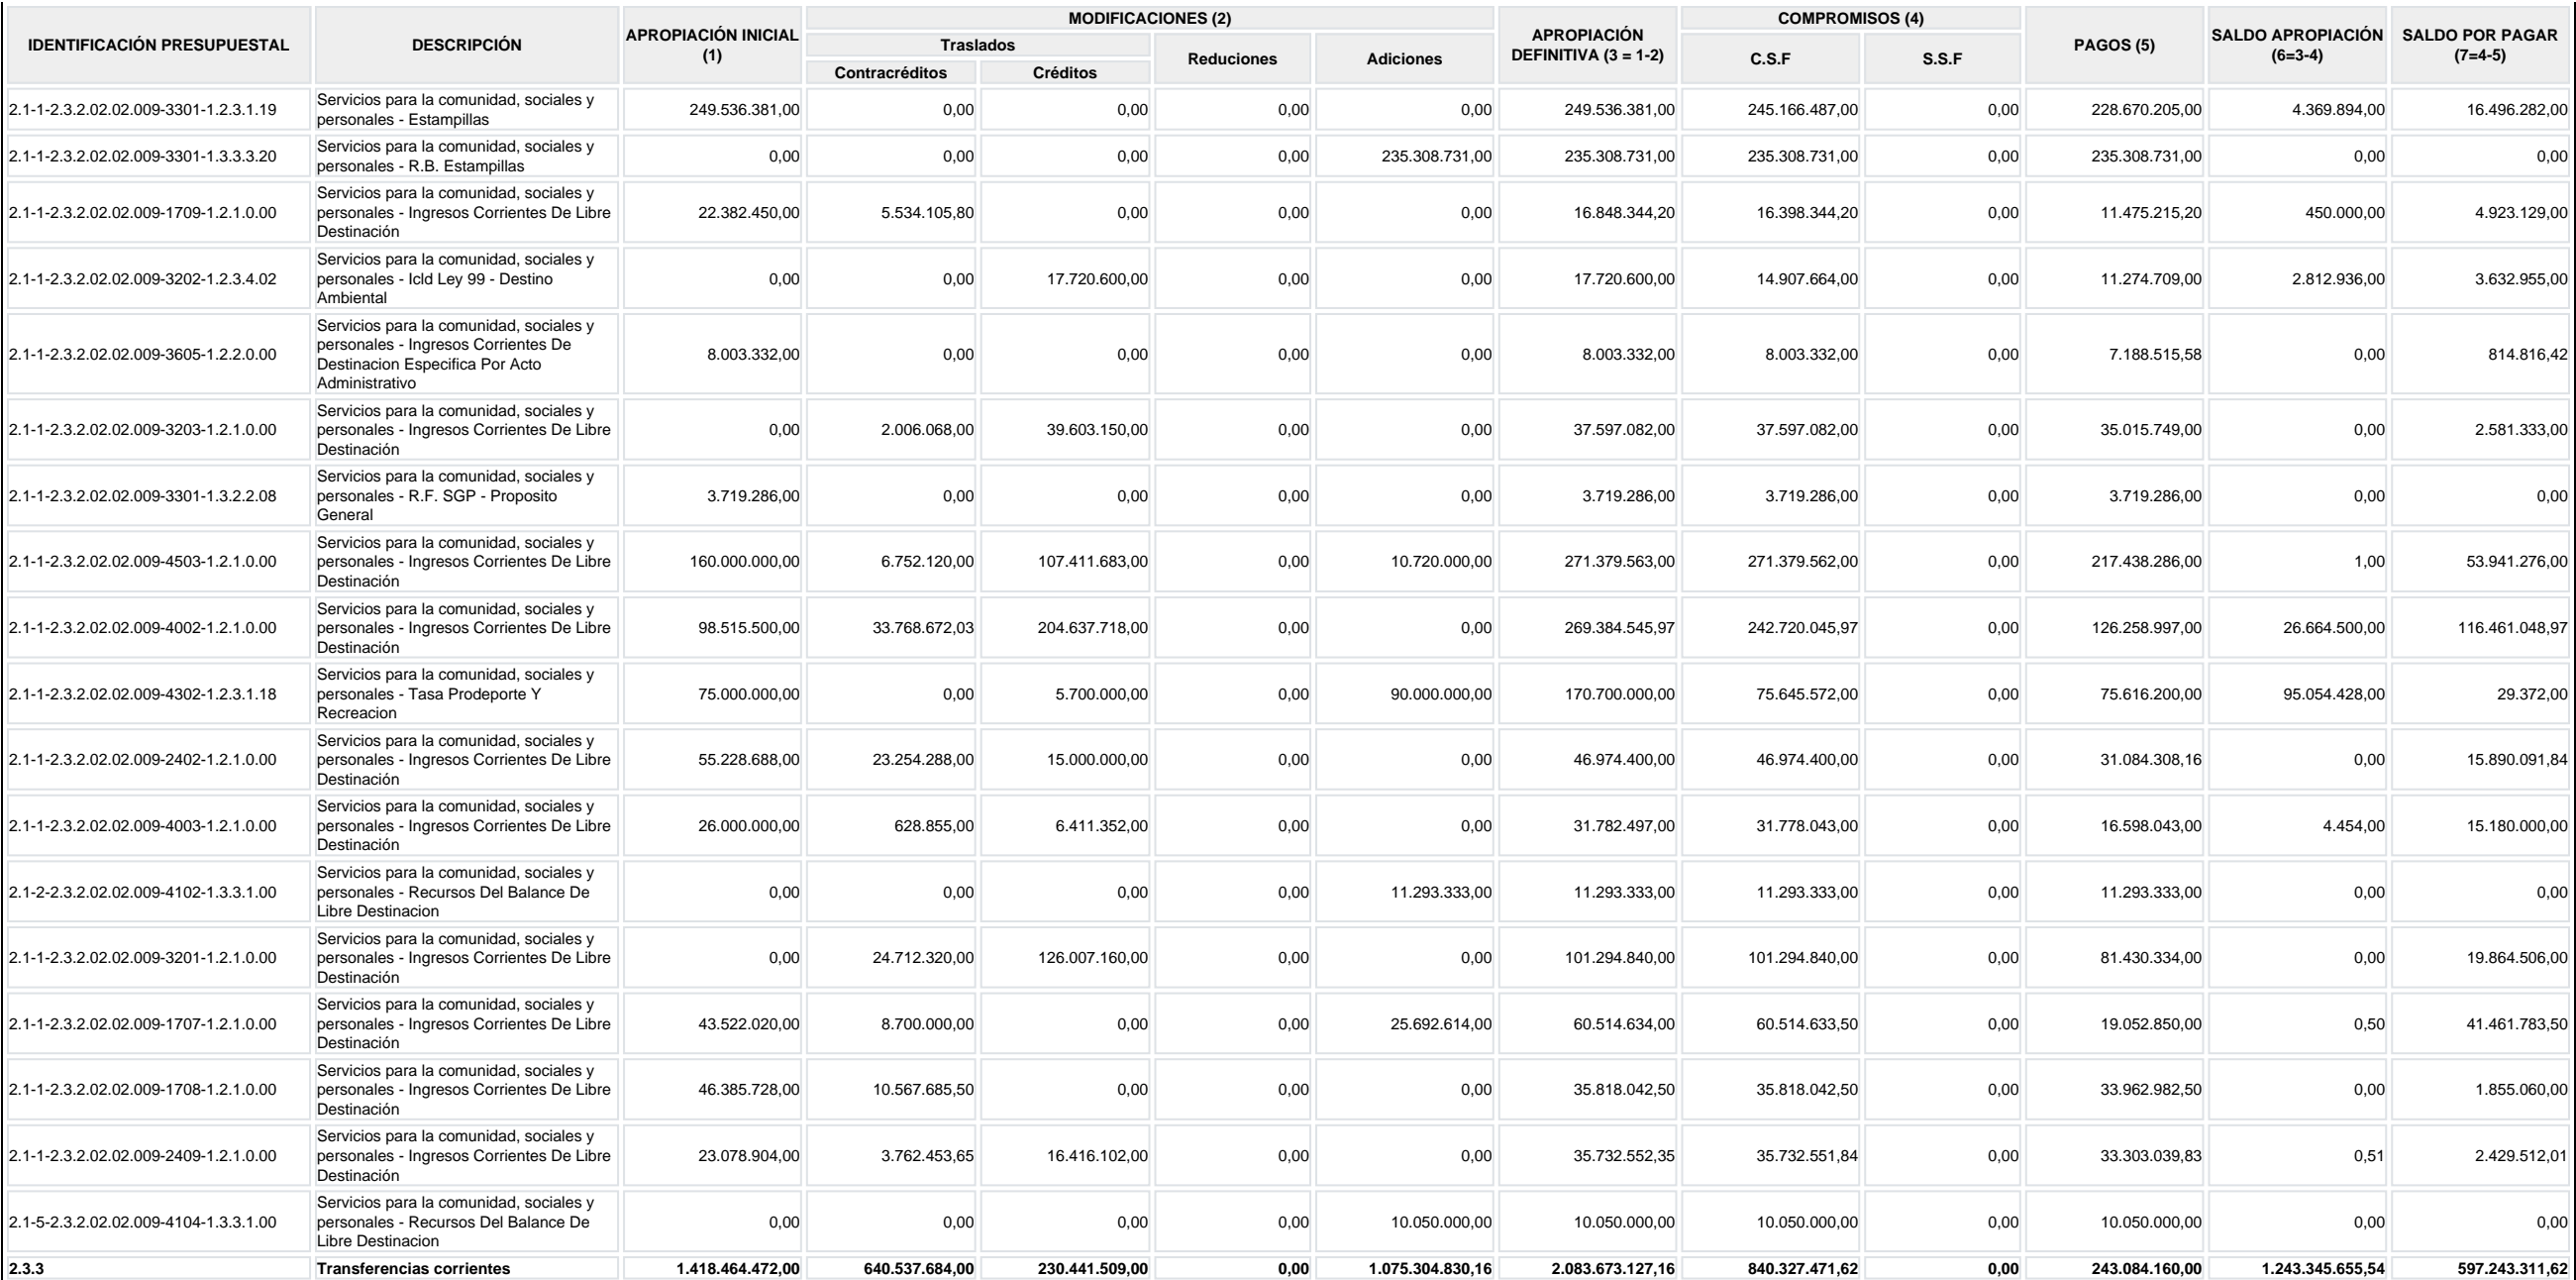 IDENTIFICACIÓN PRESUPUESTAL DESCRIPCIÓN APROPIACIÓN INICIAL (1) MODIFICACIONES (2) APROPIACIÓN DEFINITIVA (3 = 1-2) COMPROMISOS (4) PAGOS (5) SALDO APROPIACIÓN (6=3-4) SALDO POR PAGAR (7=4-5)
Traslados Reduciones Adiciones C.S.F S.S.F
Contracréditos Créditos
2.1-1-2.3.2.02.02.009-3301-1.2.3.1.19 Servicios para la comunidad, sociales y personales - Estampillas 249.536.381,00 0,00 0,00 0,00 0,00 249.536.381,00 245.166.487,00 0,00 228.670.205,00 4.369.894,00 16.496.282,00
2.1-1-2.3.2.02.02.009-3301-1.3.3.3.20 Servicios para la comunidad, sociales y personales - R.B. Estampillas 0,00 0,00 0,00 0,00 235.308.731,00 235.308.731,00 235.308.731,00 0,00 235.308.731,00 0,00 0,00
2.1-1-2.3.2.02.02.009-1709-1.2.1.0.00 Servicios para la comunidad, sociales y personales - Ingresos Corrientes De Libre Destinación 22.382.450,00 5.534.105,80 0,00 0,00 0,00 16.848.344,20 16.398.344,20 0,00 11.475.215,20 450.000,00 4.923.129,00
2.1-1-2.3.2.02.02.009-3202-1.2.3.4.02 Servicios para la comunidad, sociales y personales - Icld Ley 99 - Destino Ambiental 0,00 0,00 17.720.600,00 0,00 0,00 17.720.600,00 14.907.664,00 0,00 11.274.709,00 2.812.936,00 3.632.955,00
2.1-1-2.3.2.02.02.009-3605-1.2.2.0.00 Servicios para la comunidad, sociales y personales - Ingresos Corrientes De Destinacion Especifica Por Acto Administrativo 8.003.332,00 0,00 0,00 0,00 0,00 8.003.332,00 8.003.332,00 0,00 7.188.515,58 0,00 814.816,42
2.1-1-2.3.2.02.02.009-3203-1.2.1.0.00 Servicios para la comunidad, sociales y personales - Ingresos Corrientes De Libre Destinación 0,00 2.006.068,00 39.603.150,00 0,00 0,00 37.597.082,00 37.597.082,00 0,00 35.015.749,00 0,00 2.581.333,00
2.1-1-2.3.2.02.02.009-3301-1.3.2.2.08 Servicios para la comunidad, sociales y personales - R.F. SGP - Proposito General 3.719.286,00 0,00 0,00 0,00 0,00 3.719.286,00 3.719.286,00 0,00 3.719.286,00 0,00 0,00
2.1-1-2.3.2.02.02.009-4503-1.2.1.0.00 Servicios para la comunidad, sociales y personales - Ingresos Corrientes De Libre Destinación 160.000.000,00 6.752.120,00 107.411.683,00 0,00 10.720.000,00 271.379.563,00 271.379.562,00 0,00 217.438.286,00 1,00 53.941.276,00
2.1-1-2.3.2.02.02.009-4002-1.2.1.0.00 Servicios para la comunidad, sociales y personales - Ingresos Corrientes De Libre Destinación 98.515.500,00 33.768.672,03 204.637.718,00 0,00 0,00 269.384.545,97 242.720.045,97 0,00 126.258.997,00 26.664.500,00 116.461.048,97
2.1-1-2.3.2.02.02.009-4302-1.2.3.1.18 Servicios para la comunidad, sociales y personales - Tasa Prodeporte Y Recreacion 75.000.000,00 0,00 5.700.000,00 0,00 90.000.000,00 170.700.000,00 75.645.572,00 0,00 75.616.200,00 95.054.428,00 29.372,00
2.1-1-2.3.2.02.02.009-2402-1.2.1.0.00 Servicios para la comunidad, sociales y personales - Ingresos Corrientes De Libre Destinación 55.228.688,00 23.254.288,00 15.000.000,00 0,00 0,00 46.974.400,00 46.974.400,00 0,00 31.084.308,16 0,00 15.890.091,84
2.1-1-2.3.2.02.02.009-4003-1.2.1.0.00 Servicios para la comunidad, sociales y personales - Ingresos Corrientes De Libre Destinación 26.000.000,00 628.855,00 6.411.352,00 0,00 0,00 31.782.497,00 31.778.043,00 0,00 16.598.043,00 4.454,00 15.180.000,00
2.1-2-2.3.2.02.02.009-4102-1.3.3.1.00 Servicios para la comunidad, sociales y personales - Recursos Del Balance De Libre Destinacion 0,00 0,00 0,00 0,00 11.293.333,00 11.293.333,00 11.293.333,00 0,00 11.293.333,00 0,00 0,00
2.1-1-2.3.2.02.02.009-3201-1.2.1.0.00 Servicios para la comunidad, sociales y personales - Ingresos Corrientes De Libre Destinación 0,00 24.712.320,00 126.007.160,00 0,00 0,00 101.294.840,00 101.294.840,00 0,00 81.430.334,00 0,00 19.864.506,00
2.1-1-2.3.2.02.02.009-1707-1.2.1.0.00 Servicios para la comunidad, sociales y personales - Ingresos Corrientes De Libre Destinación 43.522.020,00 8.700.000,00 0,00 0,00 25.692.614,00 60.514.634,00 60.514.633,50 0,00 19.052.850,00 0,50 41.461.783,50
2.1-1-2.3.2.02.02.009-1708-1.2.1.0.00 Servicios para la comunidad, sociales y personales - Ingresos Corrientes De Libre Destinación 46.385.728,00 10.567.685,50 0,00 0,00 0,00 35.818.042,50 35.818.042,50 0,00 33.962.982,50 0,00 1.855.060,00
2.1-1-2.3.2.02.02.009-2409-1.2.1.0.00 Servicios para la comunidad, sociales y personales - Ingresos Corrientes De Libre Destinación 23.078.904,00 3.762.453,65 16.416.102,00 0,00 0,00 35.732.552,35 35.732.551,84 0,00 33.303.039,83 0,51 2.429.512,01
2.1-5-2.3.2.02.02.009-4104-1.3.3.1.00 Servicios para la comunidad, sociales y personales - Recursos Del Balance De Libre Destinacion 0,00 0,00 0,00 0,00 10.050.000,00 10.050.000,00 10.050.000,00 0,00 10.050.000,00 0,00 0,00
2.3.3 Transferencias corrientes 1.418.464.472,00 640.537.684,00 230.441.509,00 0,00 1.075.304.830,16 2.083.673.127,16 840.327.471,62 0,00 243.084.160,00 1.243.345.655,54 597.243.311,62